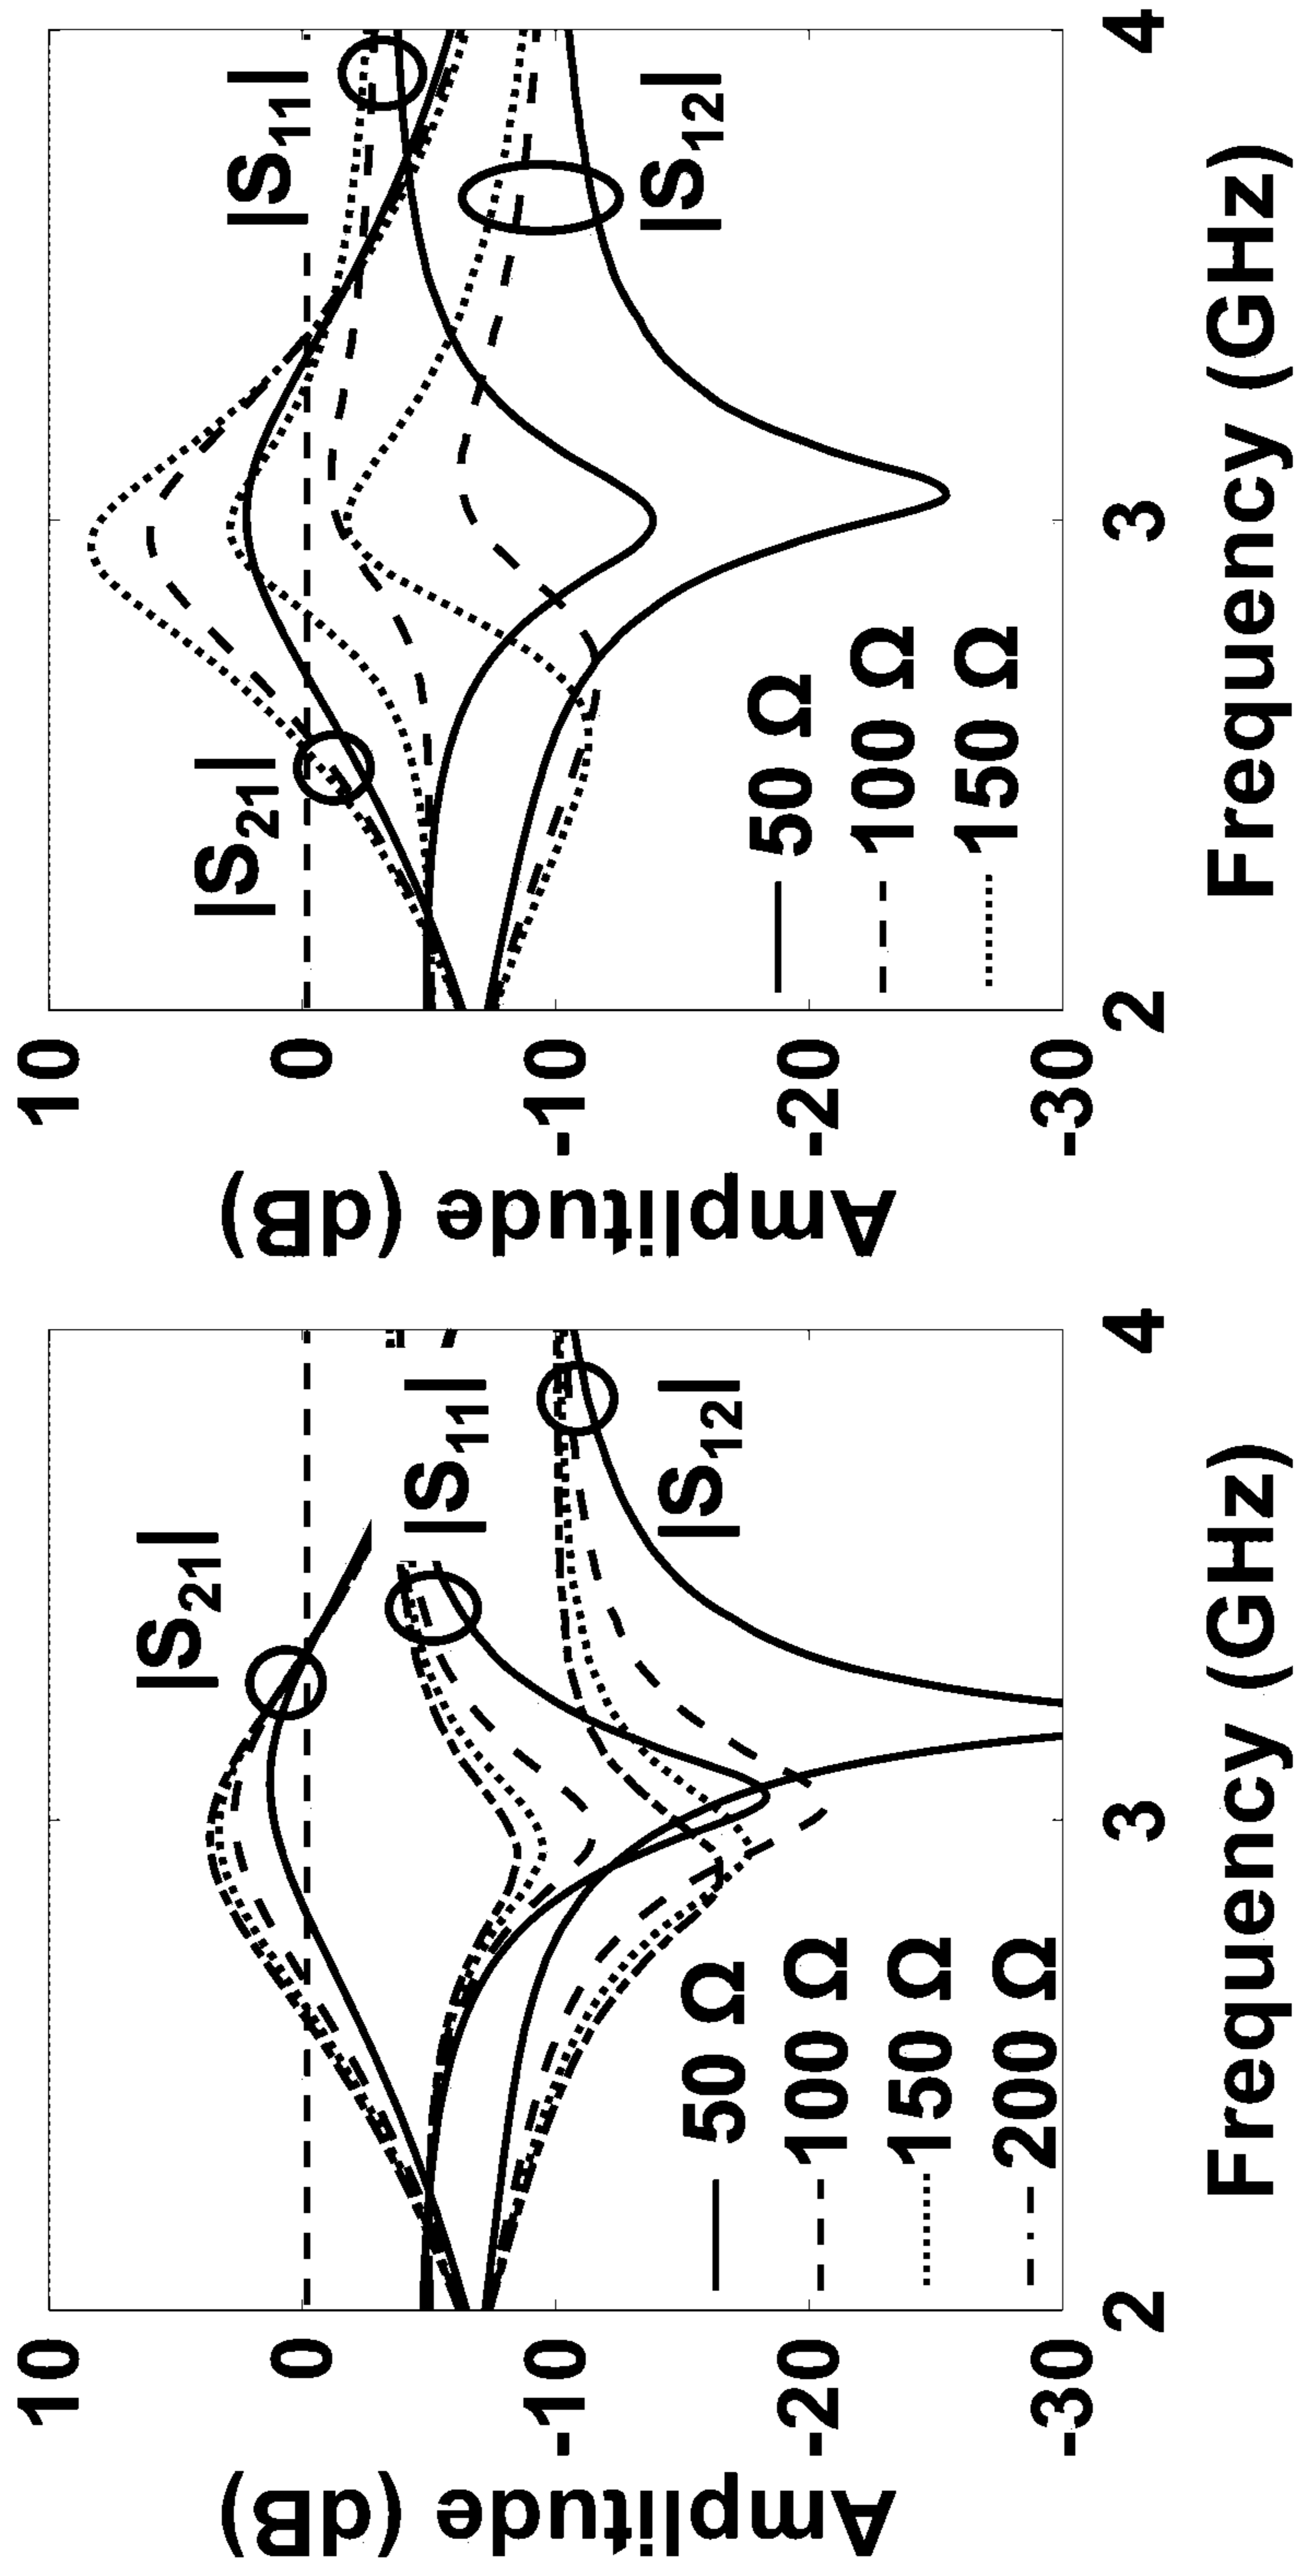 Amplitude (dB)
10
0
-10
-20
-30
|S21|
|S11|
|S12|
50 Ω
100 Ω
150 Ω
200 Ω
2
3
4
Frequency (GHz)
Amplitude (dB)
10
0
-10
-20
-30
|S21|
|S11|
|S12|
50 Ω
100 Ω
150 Ω
2
3
4
Frequency (GHz)